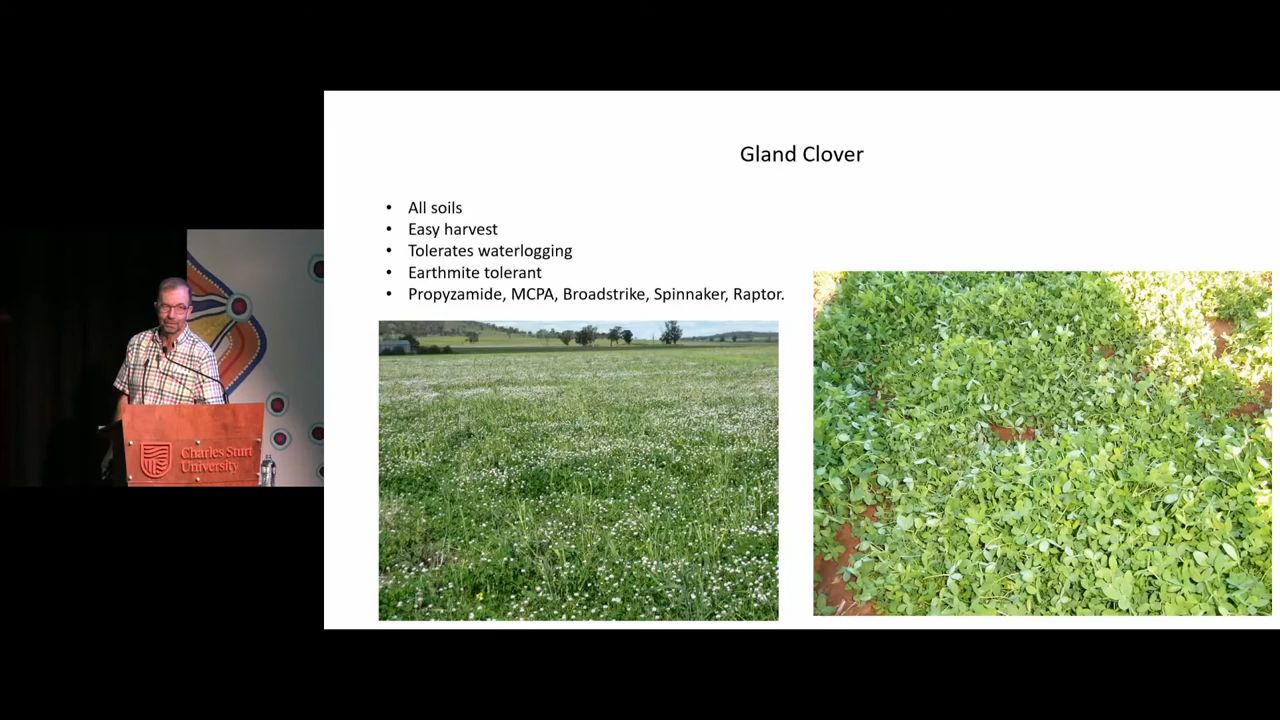 Gland Clover
• All soils
• Easy harvest
• Tolerates waterlogging
• Earthmite tolerant
• Propyzamide, MCPA, Broadstrike, Spinnaker, Raptor.
Charles Sturt
University